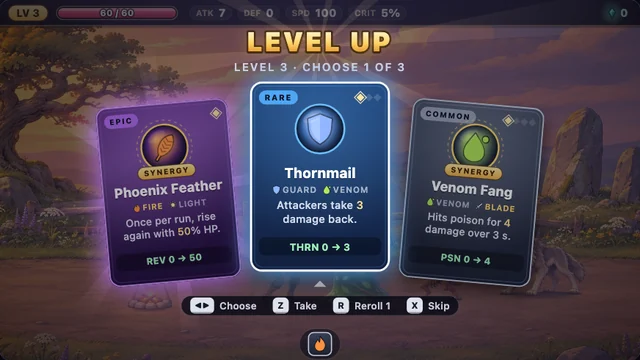 LV 3
60 / 60
ATK 7 DEF 0 SPD 100 CRIT 5%
0
LEVEL UP
LEVEL 3 · CHOOSE 1 OF 3
EPIC
SYNERGY
Phoenix Feather
FIRE LIGHT
Once per run, rise
again with 50% HP.
REV 0 → 50
RARE
Thornmail
GUARD VENOM
Attackers take 3
damage back.
THRN 0 → 3
COMMON
SYNERGY
Venom Fang
VENOM BLADE
Hits poison for 4
damage over 3 s.
PSN 0 → 4
Choose Z Take R Reroll 1 X Skip